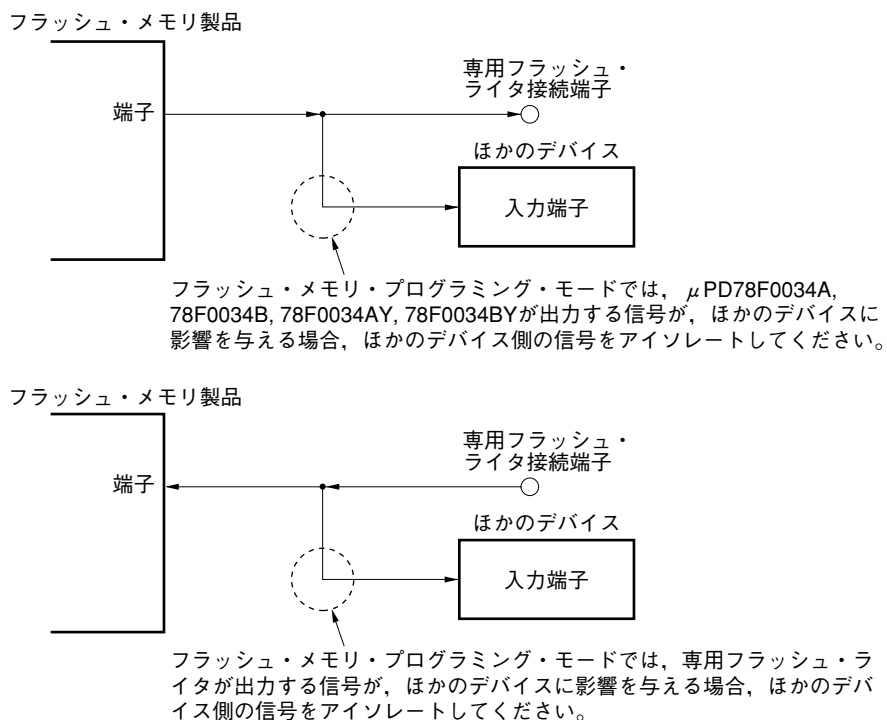 フラッシュ・メモリ製品
専用フラッシュ・
ライタ接続端子
端子
ほかのデバイス
入力端子
フラッシュ・メモリ・プログラミング・モードでは，μPD78F0034A,
78F0034B, 78F0034AY, 78F0034BYが出力する信号が，ほかのデバイスに
影響を与える場合，ほかのデバイス側の信号をアイソレートしてください。
フラッシュ・メモリ製品
専用フラッシュ・
ライタ接続端子
端子
ほかのデバイス
入力端子
フラッシュ・メモリ・プログラミング・モードでは，専用フラッシュ・ラ
イタが出力する信号が，ほかのデバイスに影響を与える場合，ほかのデバ
イス側の信号をアイソレートしてください。